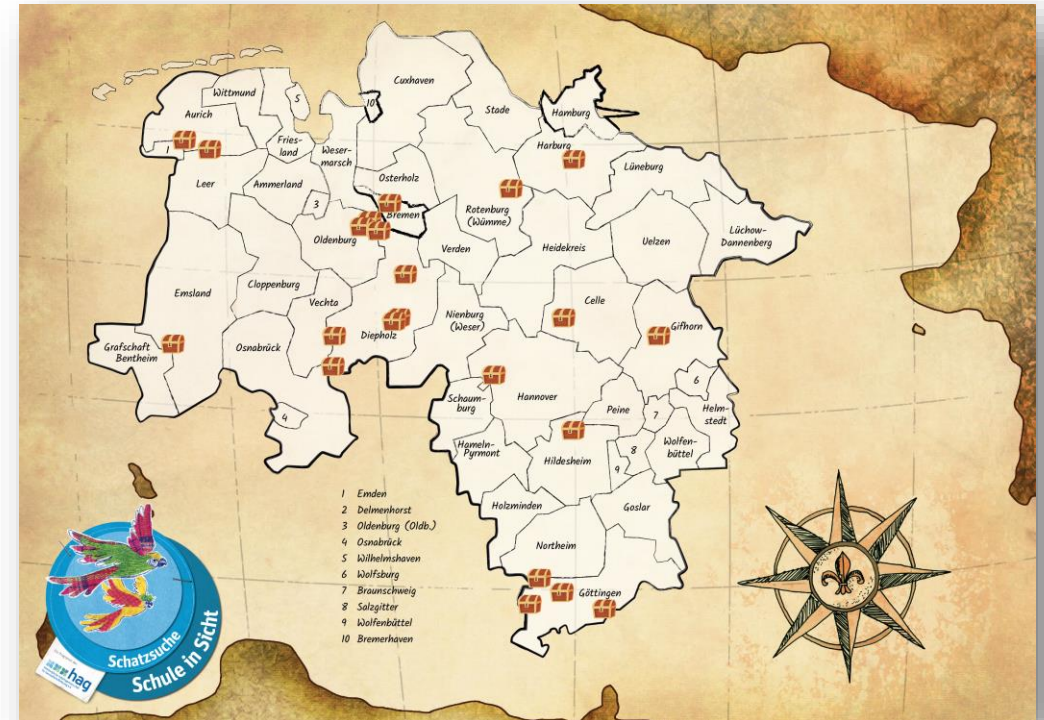 Cuxhaven
Wittmund
5
10
Stade
Hamburg
Aurich
1
Fries-
land
Weser-
marsch
Harburg
Lüneburg
Leer
Ammerland
3
Osterholz
Bremen
Rotenburg
(Wümme)
Oldenburg
Verden
Heidekreis
Uelzen
Lüchow-
Dannenberg
Emsland
Cloppenburg
Vechta
Celle
Nienburg
(Weser)
Diepholz
Gifhorn
Grafschaft
Bentheim
Osnabrück
4
Schaum-
burg
Hannover
Peine
6
7
Helm-
stedt
Hameln-
Pyrmont
Hildesheim
9
8
Wolfen-
büttel
Holzminden
Goslar
Northeim
Göttingen
1 Emden
2 Delmenhorst
3 Oldenburg (Oldb.)
4 Osnabrück
5 Wilhelmshaven
6 Wolfsburg
7 Braunschweig
8 Salzgitter
9 Wolfenbüttel
10 Bremerhaven
Schatzsuche
Schule in Sicht
hag